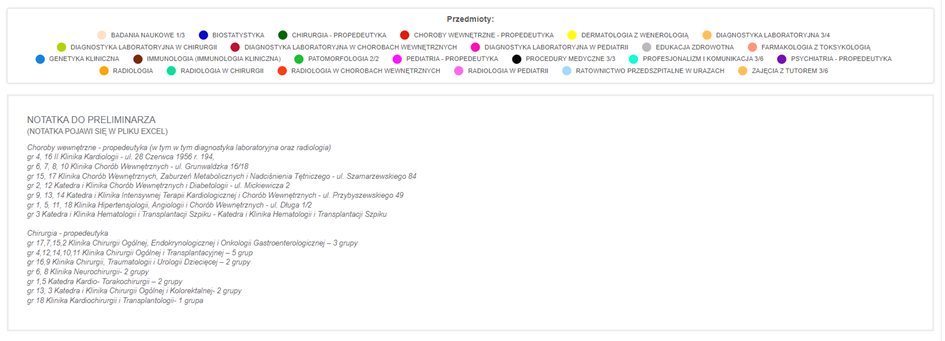 Przedmioty:
BADANIA NAUKOWE 1/3 BIOSTATYSTYKA CHIRURGIA - PROPEDEUTYKA CHOROBY WEWNĘTRZNE - PROPEDEUTYKA DERMATOLOGIA Z WENEROLOGIĄ DIAGNOSTYKA LABORATORYJNA 3/4
DIAGNOSTYKA LABORATORYJNA W CHIRURGII DIAGNOSTYKA LABORATORYJNA W CHOROBACH WEWNĘTRZNYCH DIAGNOSTYKA LABORATORYJNA W PEDIATRII EDUKACJA ZDROWOTNA FARMAKOLOGIA Z TOKSYKOLOGIĄ
GENETYKA KLINICZNA IMMUNOLOGIA (IMMUNOLOGIA KLINICZNA) PATOMORFOLOGIA 2/2 PEDIATRIA - PROPEDEUTYKA PROCEDURY MEDYCZNE 3/3 PROFESJONALIZM I KOMUNIKACJA 3/6 PSYCHIATRIA - PROPEDEUTYKA
RADIOLOGIA RADIOLOGIA W CHIRURGII RADIOLOGIA W CHOROBACH WEWNĘTRZNYCH RADIOLOGIA W PEDIATRII RATOWNICTWO PRZEDSZPITALNE W URAZACH ZAJĘCIA Z TUTOREM 3/6
NOTATKA DO PRELIMINARZA
(NOTATKA POJAWI SIĘ W PLIKU EXCEL)
Choroby wewnętrzne - propedeutyka (w tym w tym diagnostyka laboratoryjna oraz radiologia)
gr 4, 16 II Klinika Kardiologii - ul. 28 Czerwca 1956 r. 194,
gr 6, 7, 8, 10 Klinika Chorób Wewnętrznych - ul. Grunwaldzka 16/18
gr 15, 17 Klinika Chorób Wewnętrznych, Zaburzeń Metabolicznych i Nadciśnienia Tętniczego - ul. Szamarzewskiego 84
gr 2, 12 Katedra i Klinika Chorób Wewnętrznych i Diabetologii - ul. Mickiewicza 2
gr 9, 13, 14 Katedra i Klinika Intensywnej Terapii Kardiologicznej i Chorób Wewnętrznych - ul. Przybyszewskiego 49
gr 1, 5, 11, 18 Klinika Hipertensjologii, Angiologii i Chorób Wewnętrznych - ul. Długa 1/2
gr 3 Katedra i Klinika Hematologii i Transplantacji Szpiku - Katedra i Klinika Hematologii i Transplantacji Szpiku
Chirurgia - propedeutyka
gr 17,7,15,2 Klinika Chirurgii Ogólnej, Endokrynologicznej i Onkologii Gastroenterologicznej – 3 grupy
gr 4,12,14,10,11 Klinika Chirurgii Ogólnej i Transplantacyjnej – 5 grup
gr 16,9 Klinika Chirurgii, Traumatologii i Urologii Dziecięcej – 2 grupy
gr 6, 8 Klinika Neurochirurgii- 2 grupy
gr 1,5 Katedra Kardio- Torakochirurgii – 2 grupy
gr 13, 3 Katedra i Klinika Chirurgii Ogólnej i Kolorektalnej- 2 grupy
gr 18 Klinika Kardiochirurgii i Transplantologii- 1 grupa